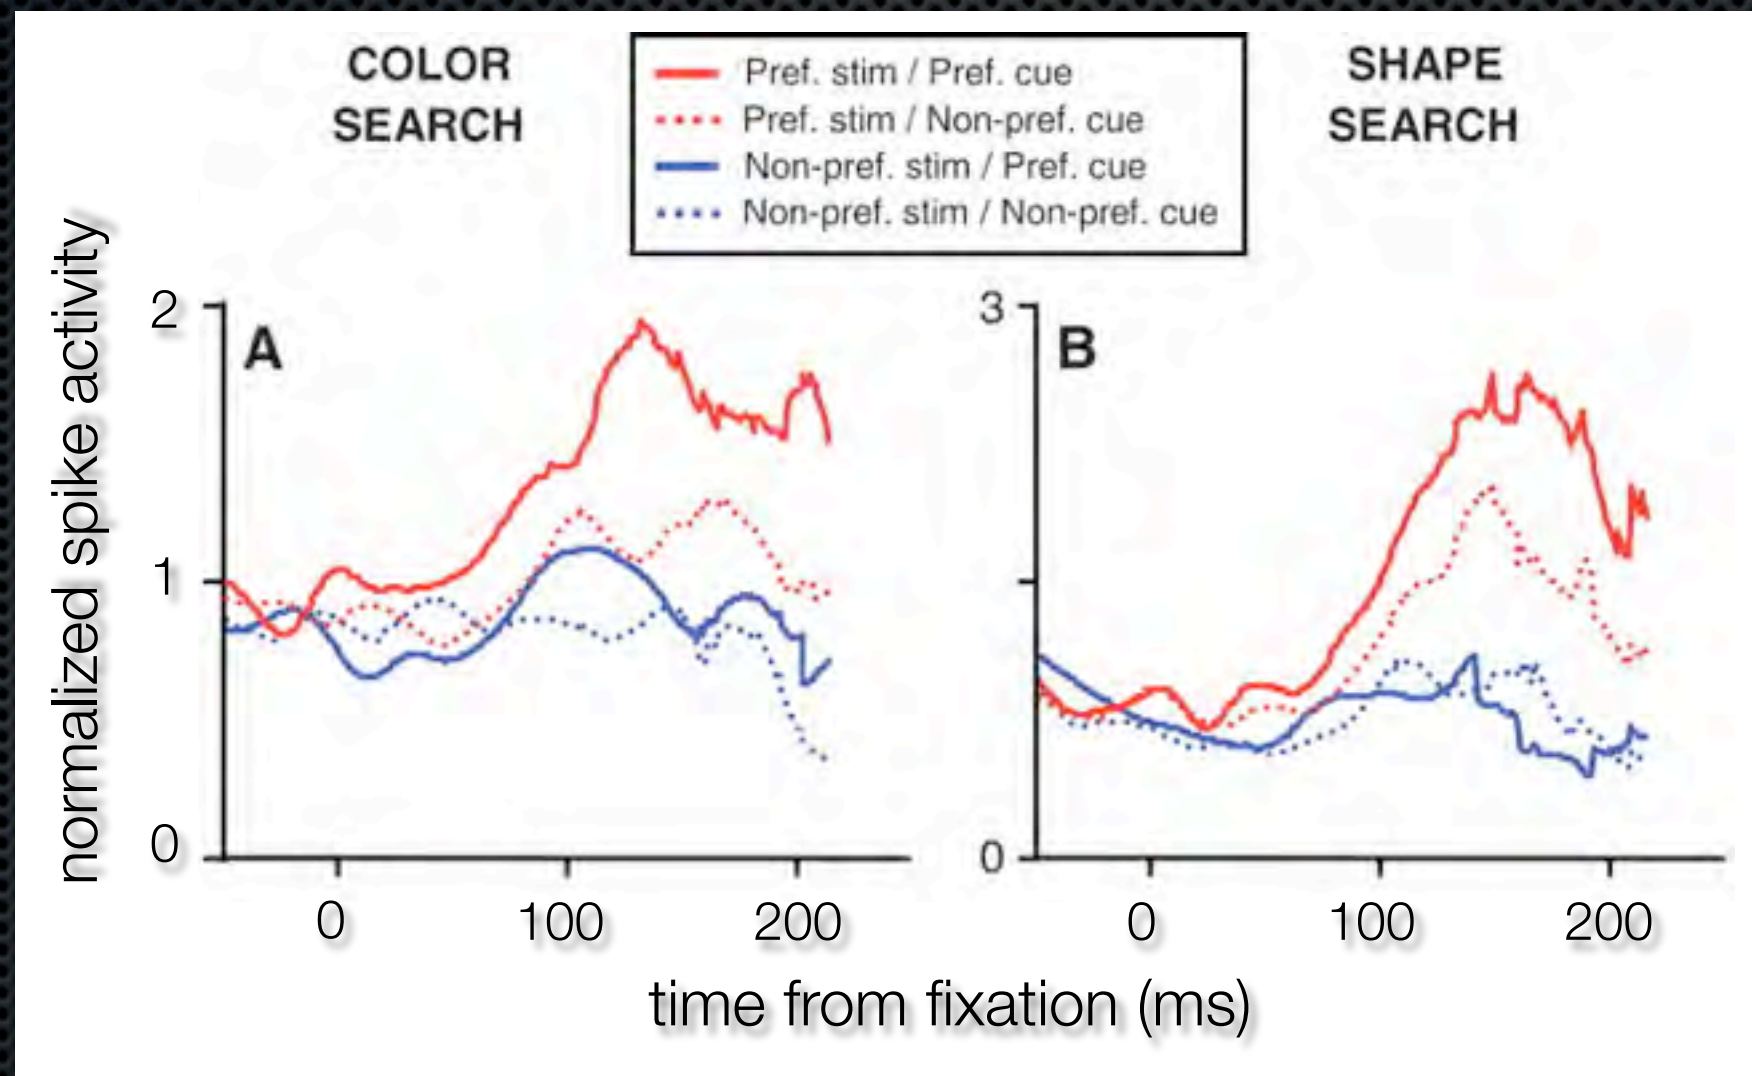 COLOR
SEARCH
Pref. stim / Pref. cue
Pref. stim / Non-pref. cue
Non-pref. stim / Pref. cue
Non-pref. stim / Non-pref. cue
SHAPE
SEARCH
normalized spike activity
2
A
1
0
0
100
200
3
B
0
0
100
200
time from fixation (ms)